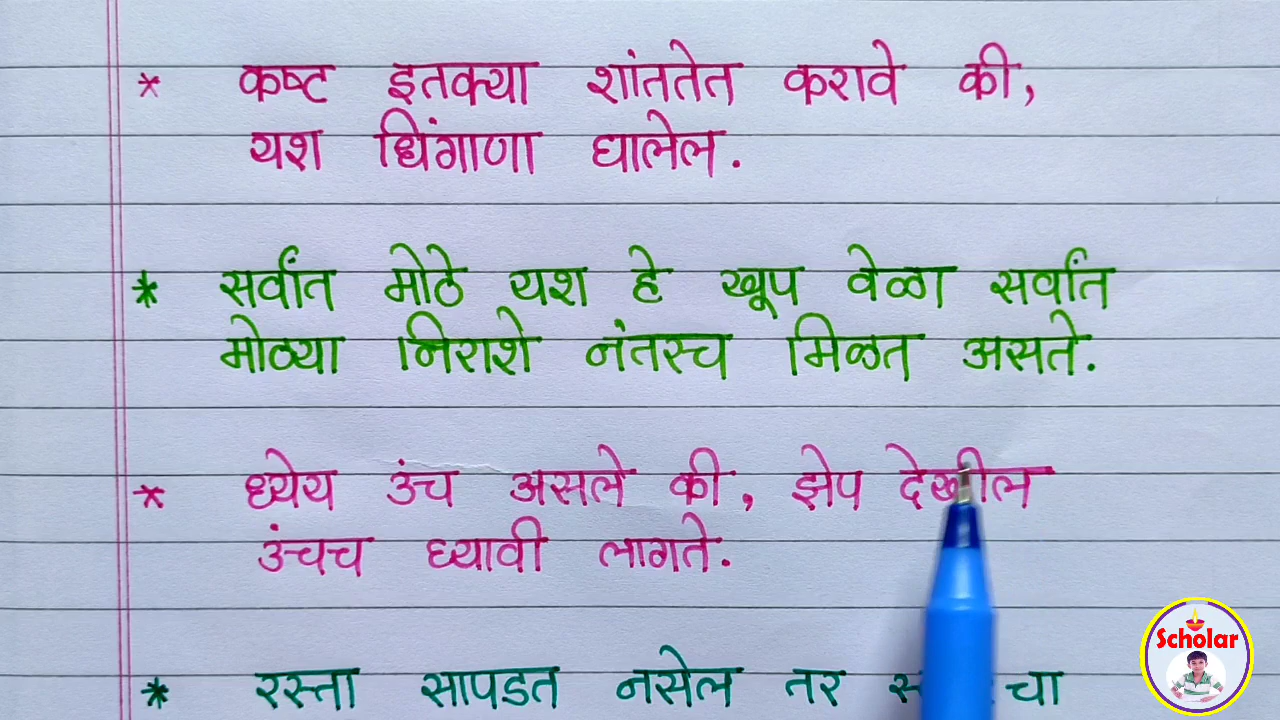 * कष्ट इतक्या शांततेत करावे की,
यश धिंगाणा घालेल.
* सर्वांत मोठे यश हे खूप वेळा सर्वांत
मोठ्या निराशे नंतरच मिळत असते.
* ध्येय उंच असले की, झेप देखील
उंचच घ्यावी लागते.
* रस्ता सापडत नसेल तर चा
Scholar